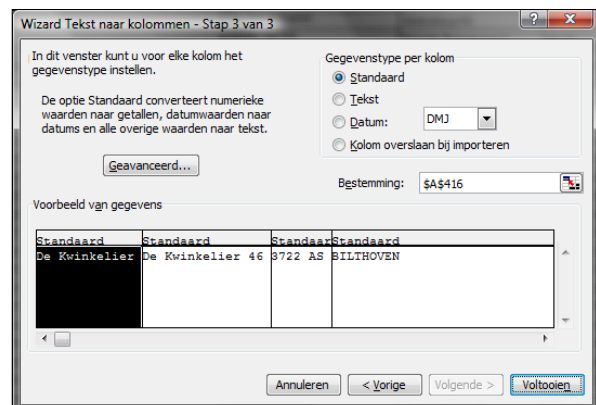 Wizard Tekst naar kolommen - Stap 3 van 3
In dit venster kunt u voor elke kolom het
gegevenstype instellen.
De optie Standaard converteert numerieke
waarden naar getallen, datumwaarden naar
datums en alle overige waarden naar tekst.
Geavanceerd...
Gegevenstype per kolom
Standaard
Tekst
Datum: DMJ
Kolom overslaan bij importeren
Bestemming: $A$416
Voorbeeld van gegevens
Standaard Standaard Standaar Standaard
De Kwinkelier De Kwinkelier 46 3722 AS BILTHOVEN
Annuleren < Vorige Volgende > Voltooien